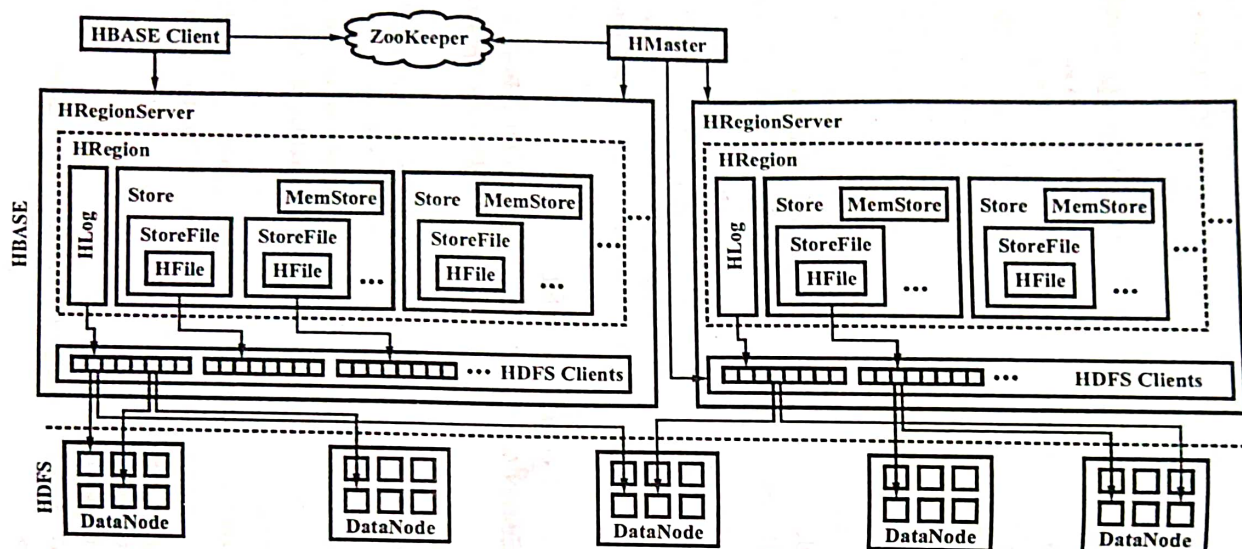 HBASE Client
ZooKeeper
HMaster
HBASE
HRegionServer
HRegion
HLog
Store
MemStore
StoreFile
HFile
StoreFile
HFile
...
Store
MemStore
StoreFile
HFile
...
...
...
... HDFS Clients
HRegionServer
HRegion
HLog
Store
MemStore
StoreFile
HFile
...
Store
MemStore
StoreFile
HFile
...
...
...
... HDFS Clients
HDFS
DataNode
DataNode
DataNode
DataNode
DataNode